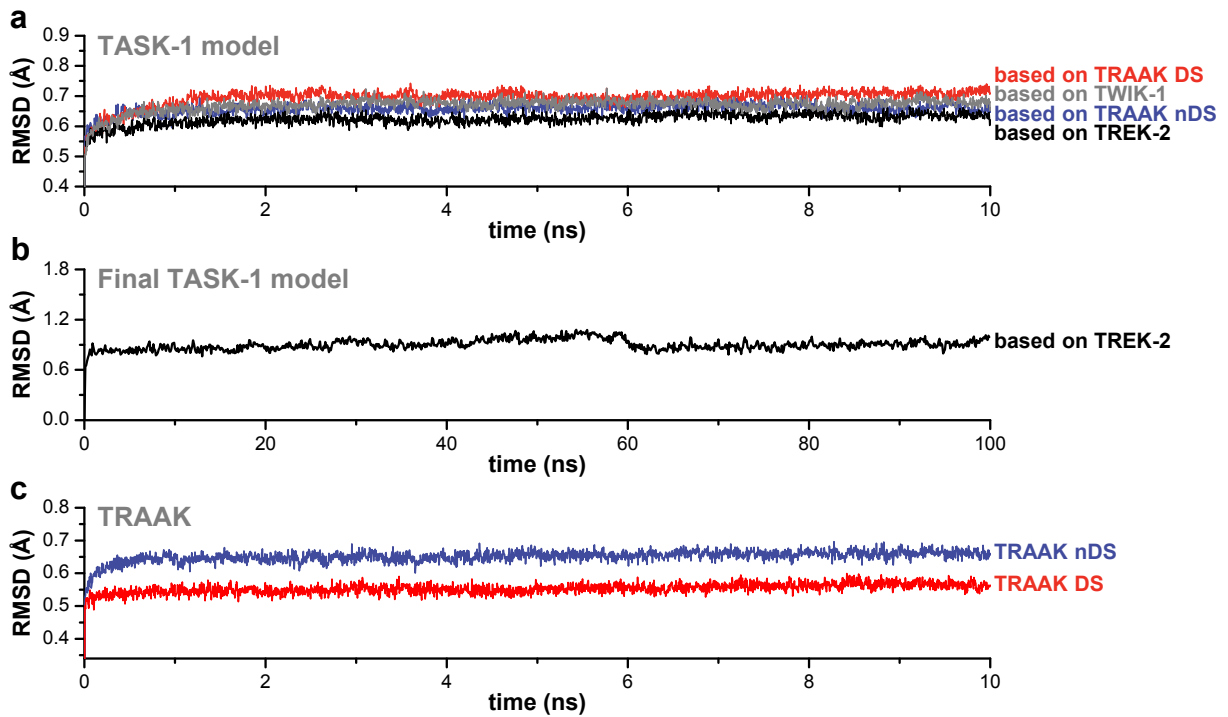 a
TASK-1 model
RMSD (Å)
0.9
0.8
0.7
0.6
0.5
0.4
based on TRAAK DS
based on TWIK-1
based on TRAAK nDS
based on TREK-2
0 2 4 6 8 10
time (ns)
b
Final TASK-1 model
RMSD (Å)
1.8
1.2
0.6
0.0
based on TREK-2
0 20 40 60 80 100
time (ns)
c
TRAAK
RMSD (Å)
0.8
0.7
0.6
0.5
0.4
TRAAK nDS
TRAAK DS
0 2 4 6 8 10
time (ns)